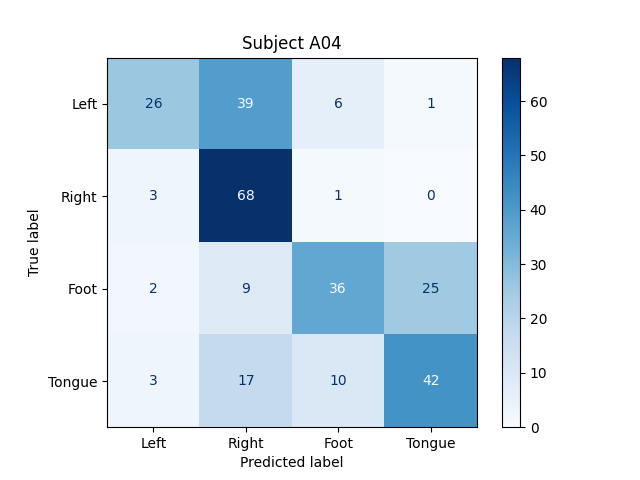 Subject A04
True label
Left 26 39 6 1
Right 3 68 1 0
Foot 2 9 36 25
Tongue 3 17 10 42
Left Right Foot Tongue
Predicted label
60
50
40
30
20
10
0